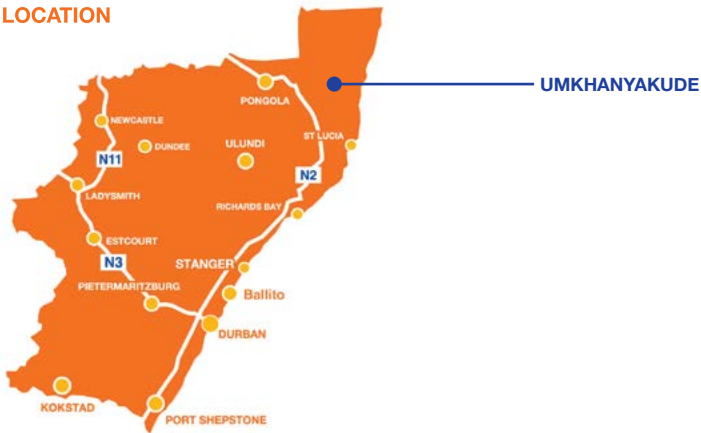 LOCATION
UMKHANYAKUDE
PONGOLA
NEWCASTLE
DUNDEE
ULUNDI
ST LUCIA
N11
N2
LADYSMITH
RICHARDS BAY
ESTCOURT
N3
STANGER
PIETERMARITZBURG
Ballito
DURBAN
KOKSTAD
PORT SHEPSTONE